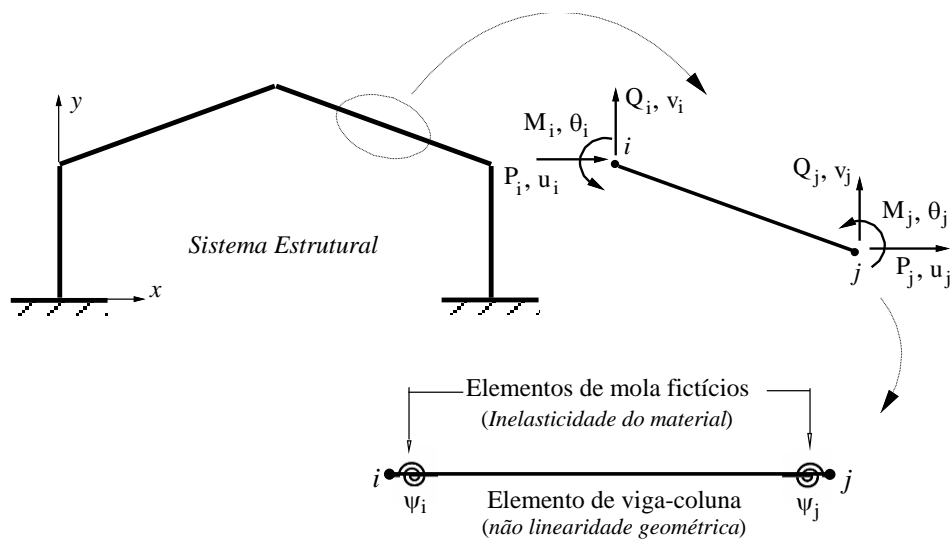 y
Sistema Estrutural
x
Q_i, v_i
M_i, θ_i
i
P_i, u_i
Q_j, v_j
M_j, θ_j
j
P_j, u_j
Elementos de mola fictícios
(Inelasticidade do material)
i
j
ψ_i
ψ_j
Elemento de viga-coluna
(não linearidade geométrica)